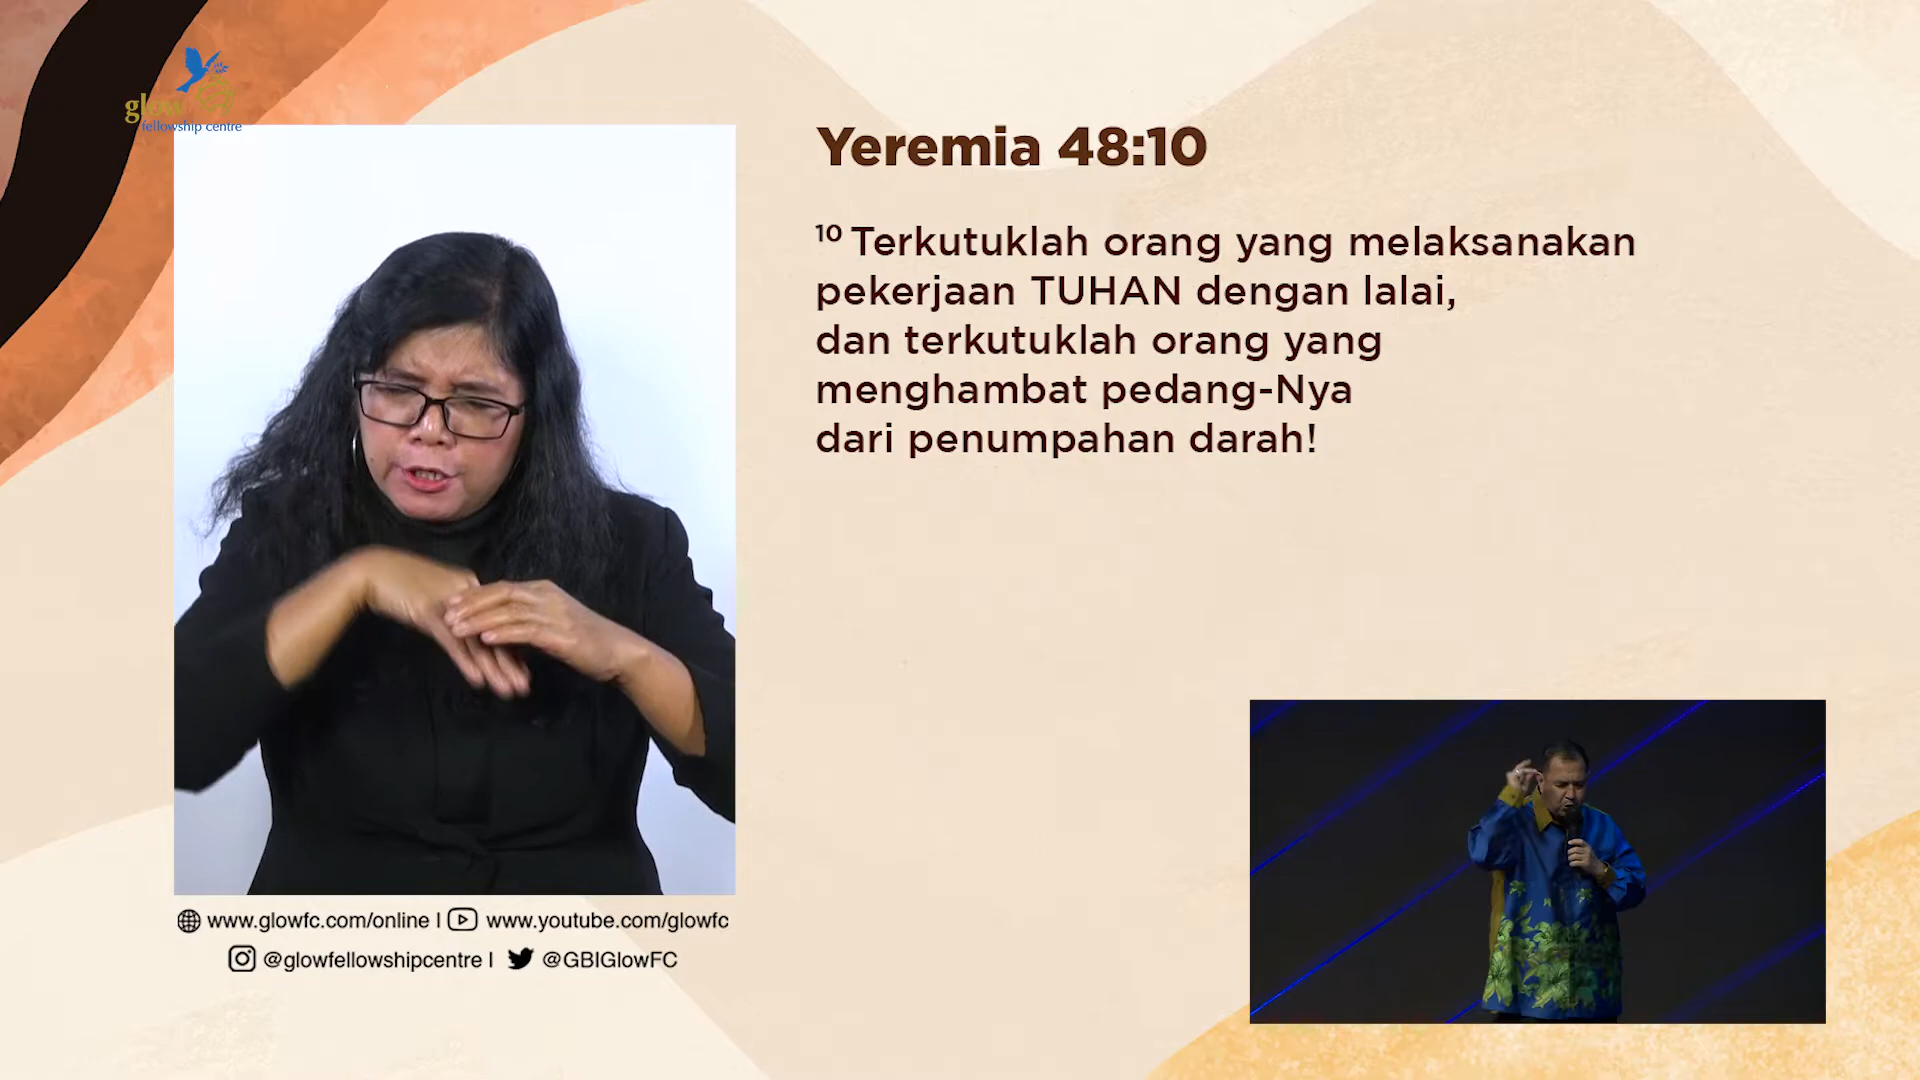 glow
fellowship centre
Yeremia 48:10
10 Terkutuklah orang yang melaksanakan
pekerjaan TUHAN dengan lalai,
dan terkutuklah orang yang
menghambat pedang-Nya
dari penumpahan darah!
www.glowfc.com/online I www.youtube.com/glowfc
@glowfellowshipcentre I @GBIGlowFC